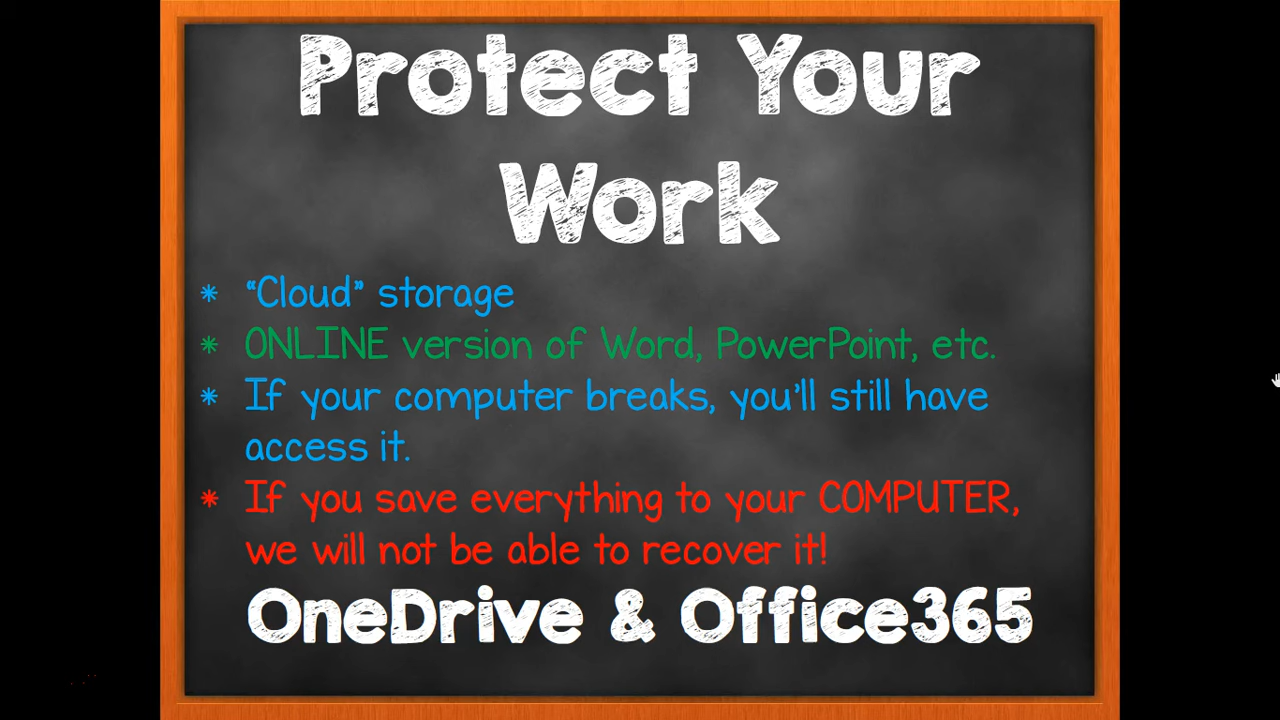 Protect Your
Work
* “Cloud” storage
* ONLINE version of Word, PowerPoint, etc.
* If your computer breaks, you’ll still have
access it.
* If you save everything to your COMPUTER,
we will not be able to recover it!
OneDrive & Office365